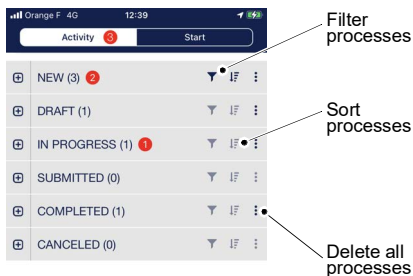 Orange F 4G 12:39
Activity 3 Start
NEW (3) 2
DRAFT (1)
IN PROGRESS (1) 1
SUBMITTED (0)
COMPLETED (1)
CANCELED (0)
Filter
processes
Sort
processes
Delete all
processes